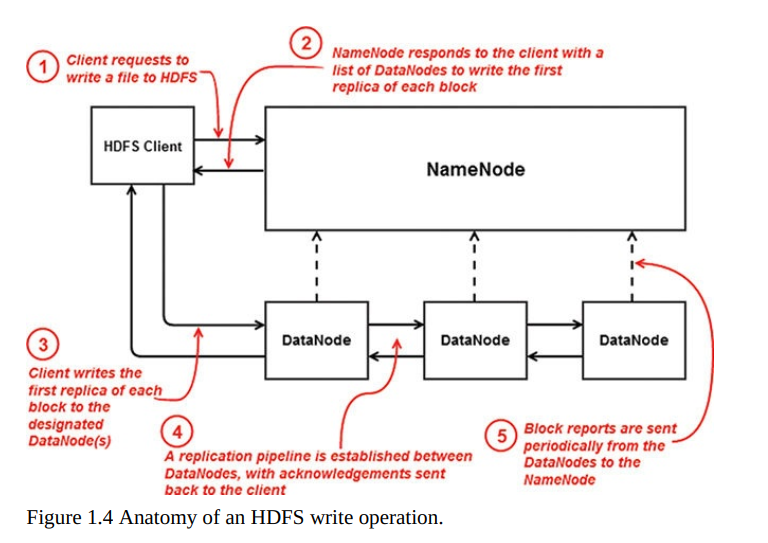 1
Client requests to
write a file to HDFS
2
NameNode responds to the client with a
list of DataNodes to write the first
replica of each block
HDFS Client
NameNode
DataNode
DataNode
DataNode
3
Client writes the
first replica of each
block to the
designated
DataNode(s)
4
A replication pipeline is established between
DataNodes, with acknowledgements sent
back to the client
5
Block reports are sent
periodically from the
DataNodes to the
NameNode
Figure 1.4 Anatomy of an HDFS write operation.